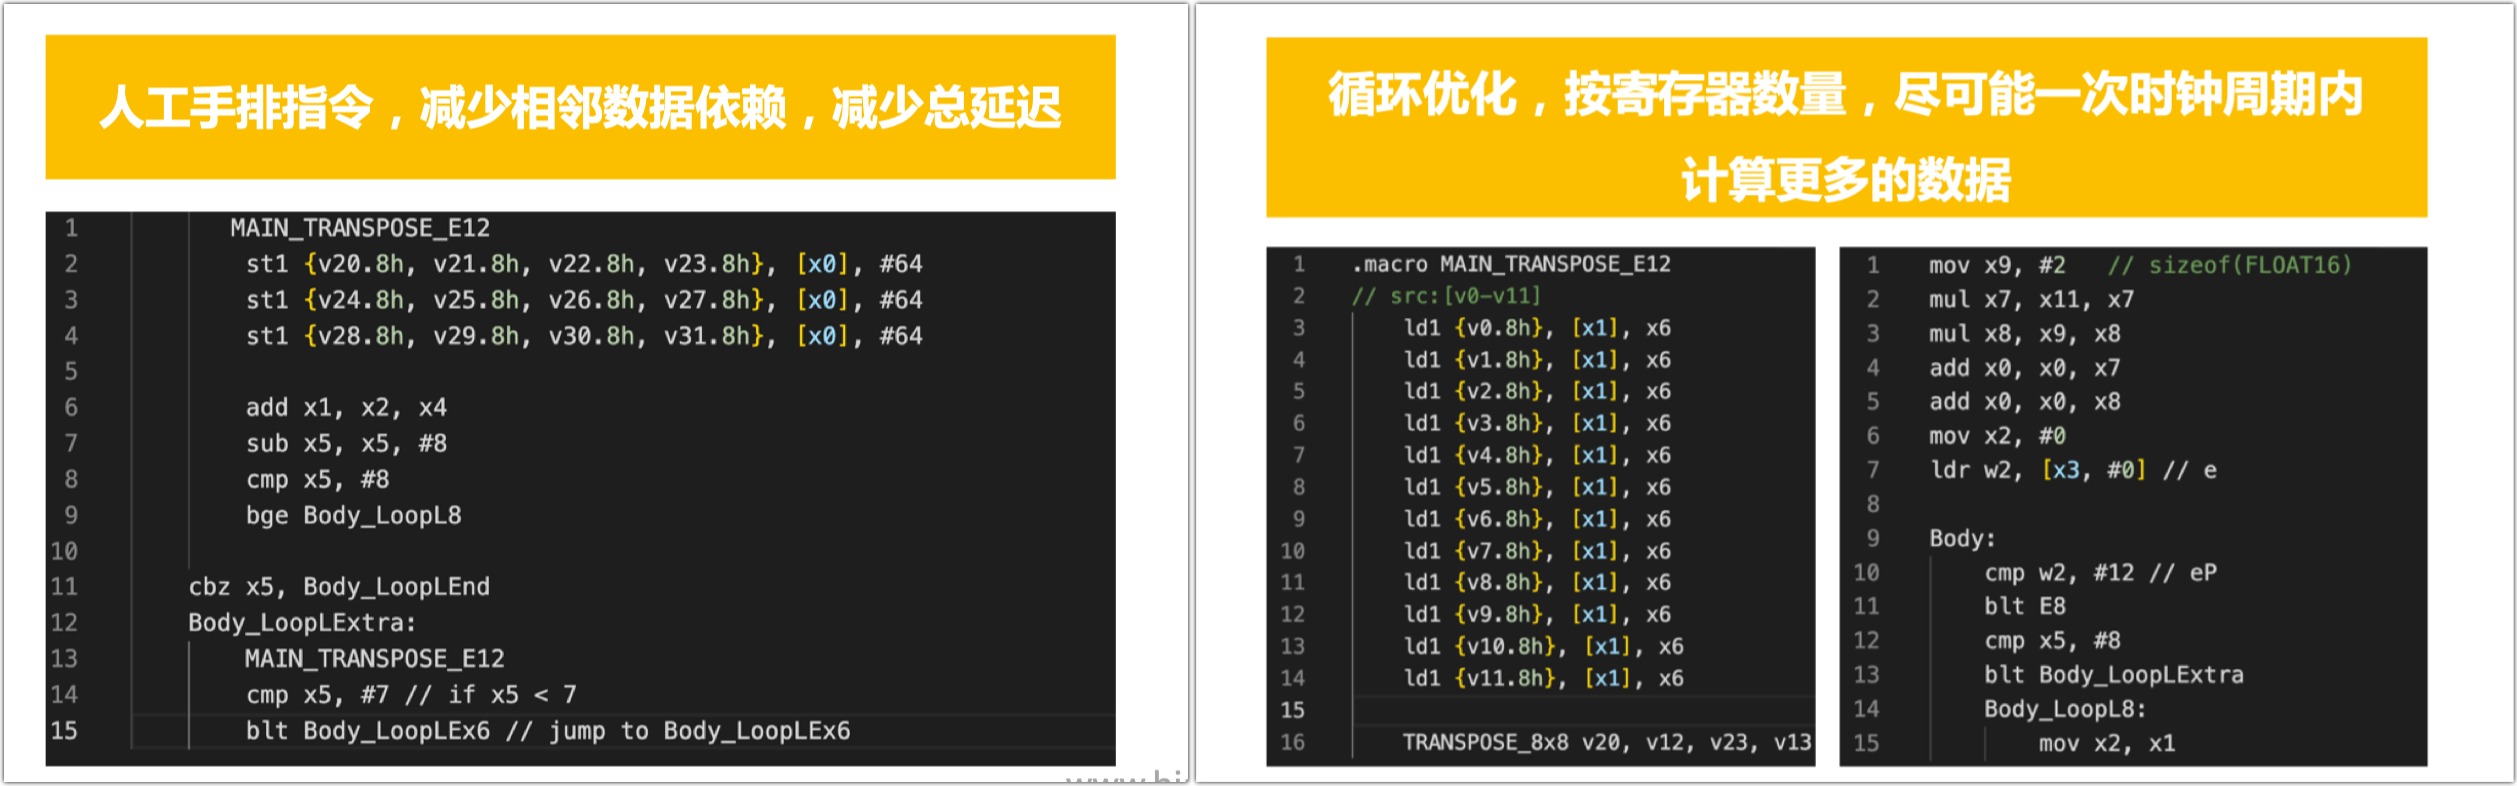 人工手排指令，减少相邻数据依赖，减少总延迟
1 MAIN_TRANSPOSE_E12
2 st1 {v20.8h, v21.8h, v22.8h, v23.8h}, [x0], #64
3 st1 {v24.8h, v25.8h, v26.8h, v27.8h}, [x0], #64
4 st1 {v28.8h, v29.8h, v30.8h, v31.8h}, [x0], #64
5
6 add x1, x2, x4
7 sub x5, x5, #8
8 cmp x5, #8
9 bge Body_LoopL8
10
11 cbz x5, Body_LoopLEnd
12 Body_LoopLExtra:
13 MAIN_TRANSPOSE_E12
14 cmp x5, #7 // if x5 < 7
15 blt Body_LoopLEx6 // jump to Body_LoopLEx6
循环优化，按寄存器数量，尽可能一次时钟周期内
计算更多的数据
1 .macro MAIN_TRANSPOSE_E12
2 // src:[v0-v11]
3 ld1 {v0.8h}, [x1], x6
4 ld1 {v1.8h}, [x1], x6
5 ld1 {v2.8h}, [x1], x6
6 ld1 {v3.8h}, [x1], x6
7 ld1 {v4.8h}, [x1], x6
8 ld1 {v5.8h}, [x1], x6
9 ld1 {v6.8h}, [x1], x6
10 ld1 {v7.8h}, [x1], x6
11 ld1 {v8.8h}, [x1], x6
12 ld1 {v9.8h}, [x1], x6
13 ld1 {v10.8h}, [x1], x6
14 ld1 {v11.8h}, [x1], x6
15
16 TRANSPOSE_8x8 v20, v12, v23, v13
1 mov x9, #2 // sizeof(FLOAT16)
2 mul x7, x11, x7
3 mul x8, x9, x8
4 add x0, x0, x7
5 add x0, x0, x8
6 mov x2, #0
7 ldr w2, [x3, #0] // e
8
9 Body:
10 cmp w2, #12 // eP
11 blt E8
12 cmp x5, #8
13 blt Body_LoopLExtra
14 Body_LoopL8:
15 mov x2, x1